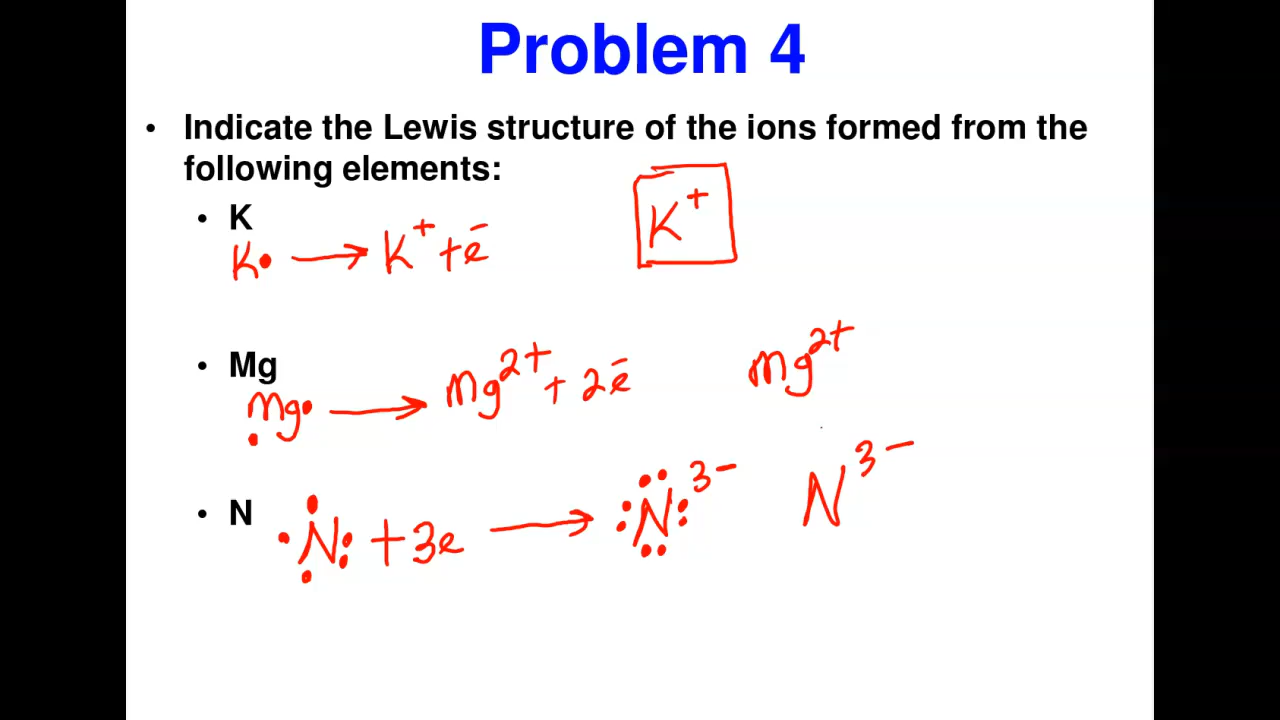 Problem 4
• Indicate the Lewis structure of the ions formed from the
following elements:
• K
K• ⟶ K⁺ + e⁻
K⁺
• Mg
Mg ⟶ Mg²⁺ + 2e⁻
Mg²⁺
• N
N + 3e ⟶ N³⁻
N³⁻